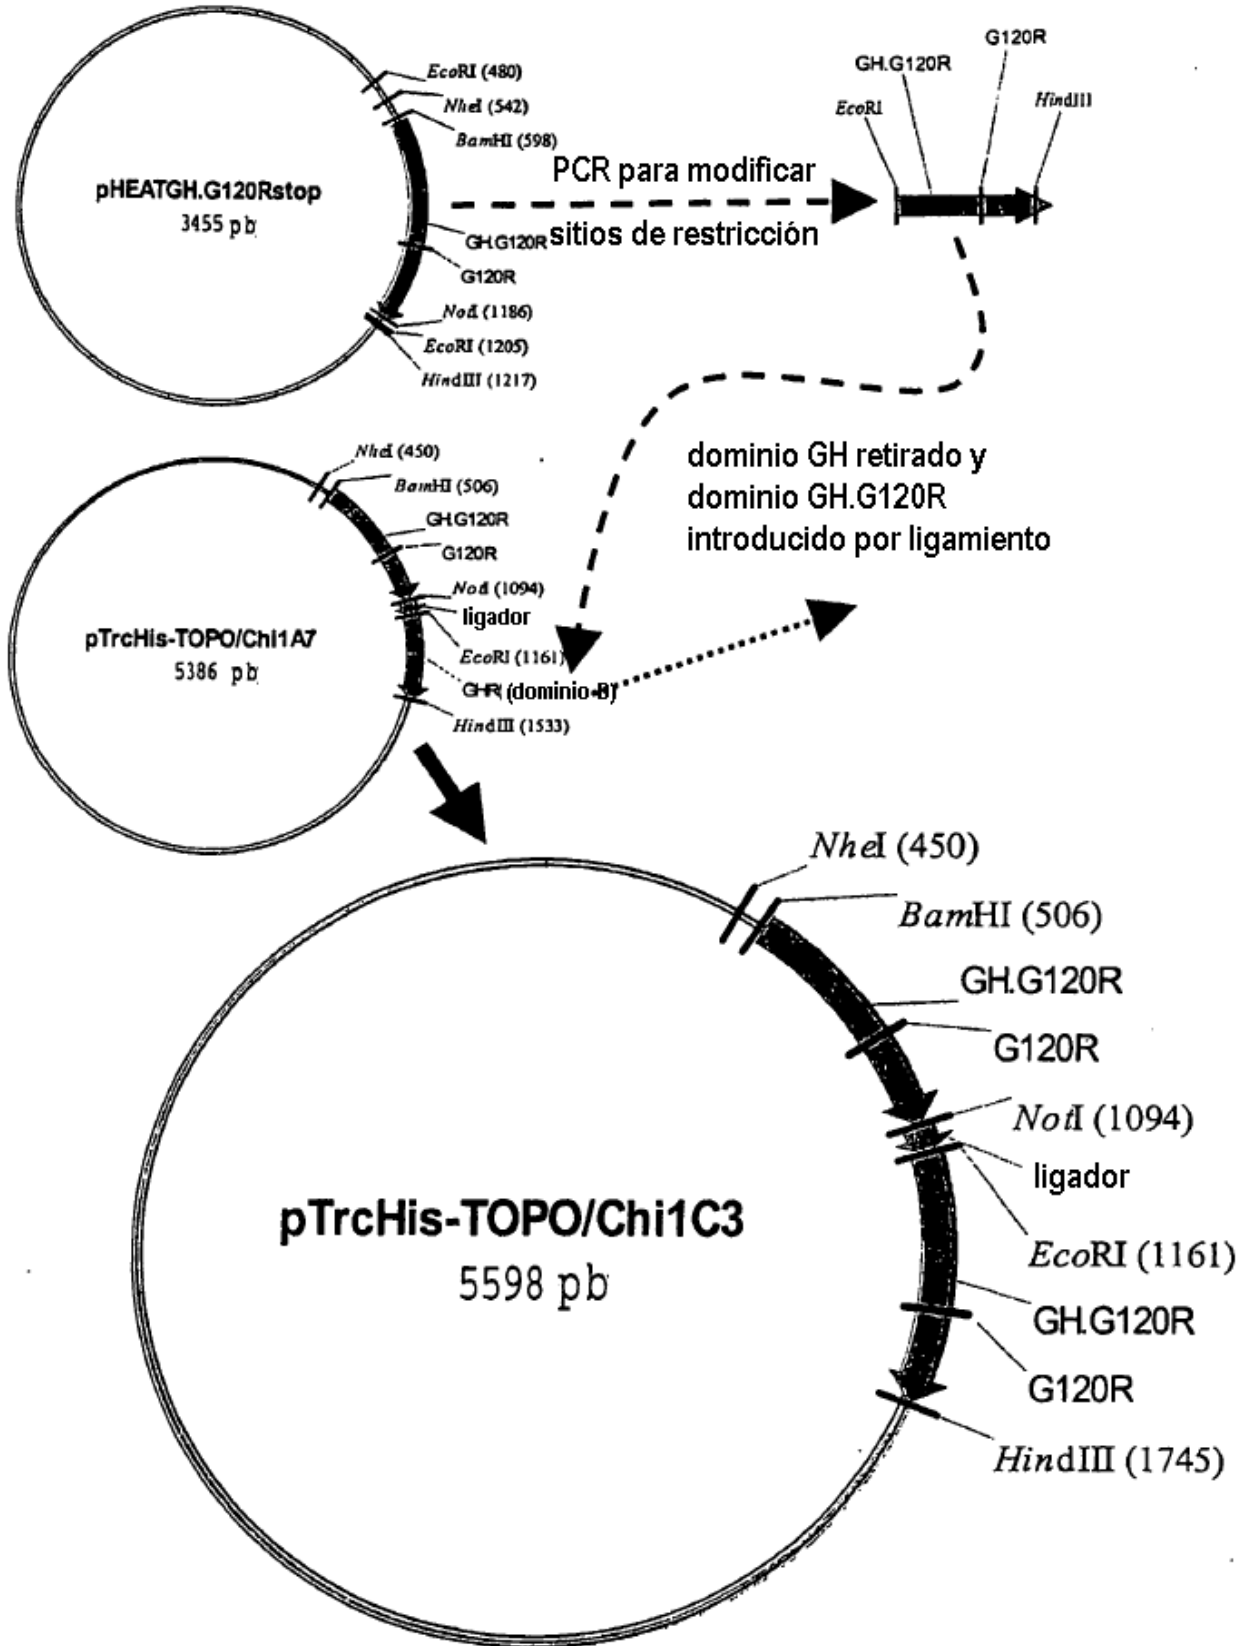 EcoRI (480)
NheI (542)
BamHI (598)
pHEATGH.G120Rstop
3455 pb
GH.G120R
G120R
NotI (1186)
EcoRI (1205)
HindIII (1217)
PCR para modificar
sitios de restricción
G120R
GH.G120R
EcoRI
HindIII
dominio GH retirado y
dominio GH.G120R
introducido por ligamiento
NheI (450)
BamHI (506)
GH.G120R
G120R
NotI (1094)
ligador
pTrcHis-TOPO/Chi1A7
5386 pb
EcoRI (1161)
GHR (dominio B)
HindIII (1533)
NheI (450)
BamHI (506)
GH.G120R
G120R
NotI (1094)
ligador
pTrcHis-TOPO/Chi1C3
5598 pb
EcoRI (1161)
GH.G120R
G120R
HindIII (1745)